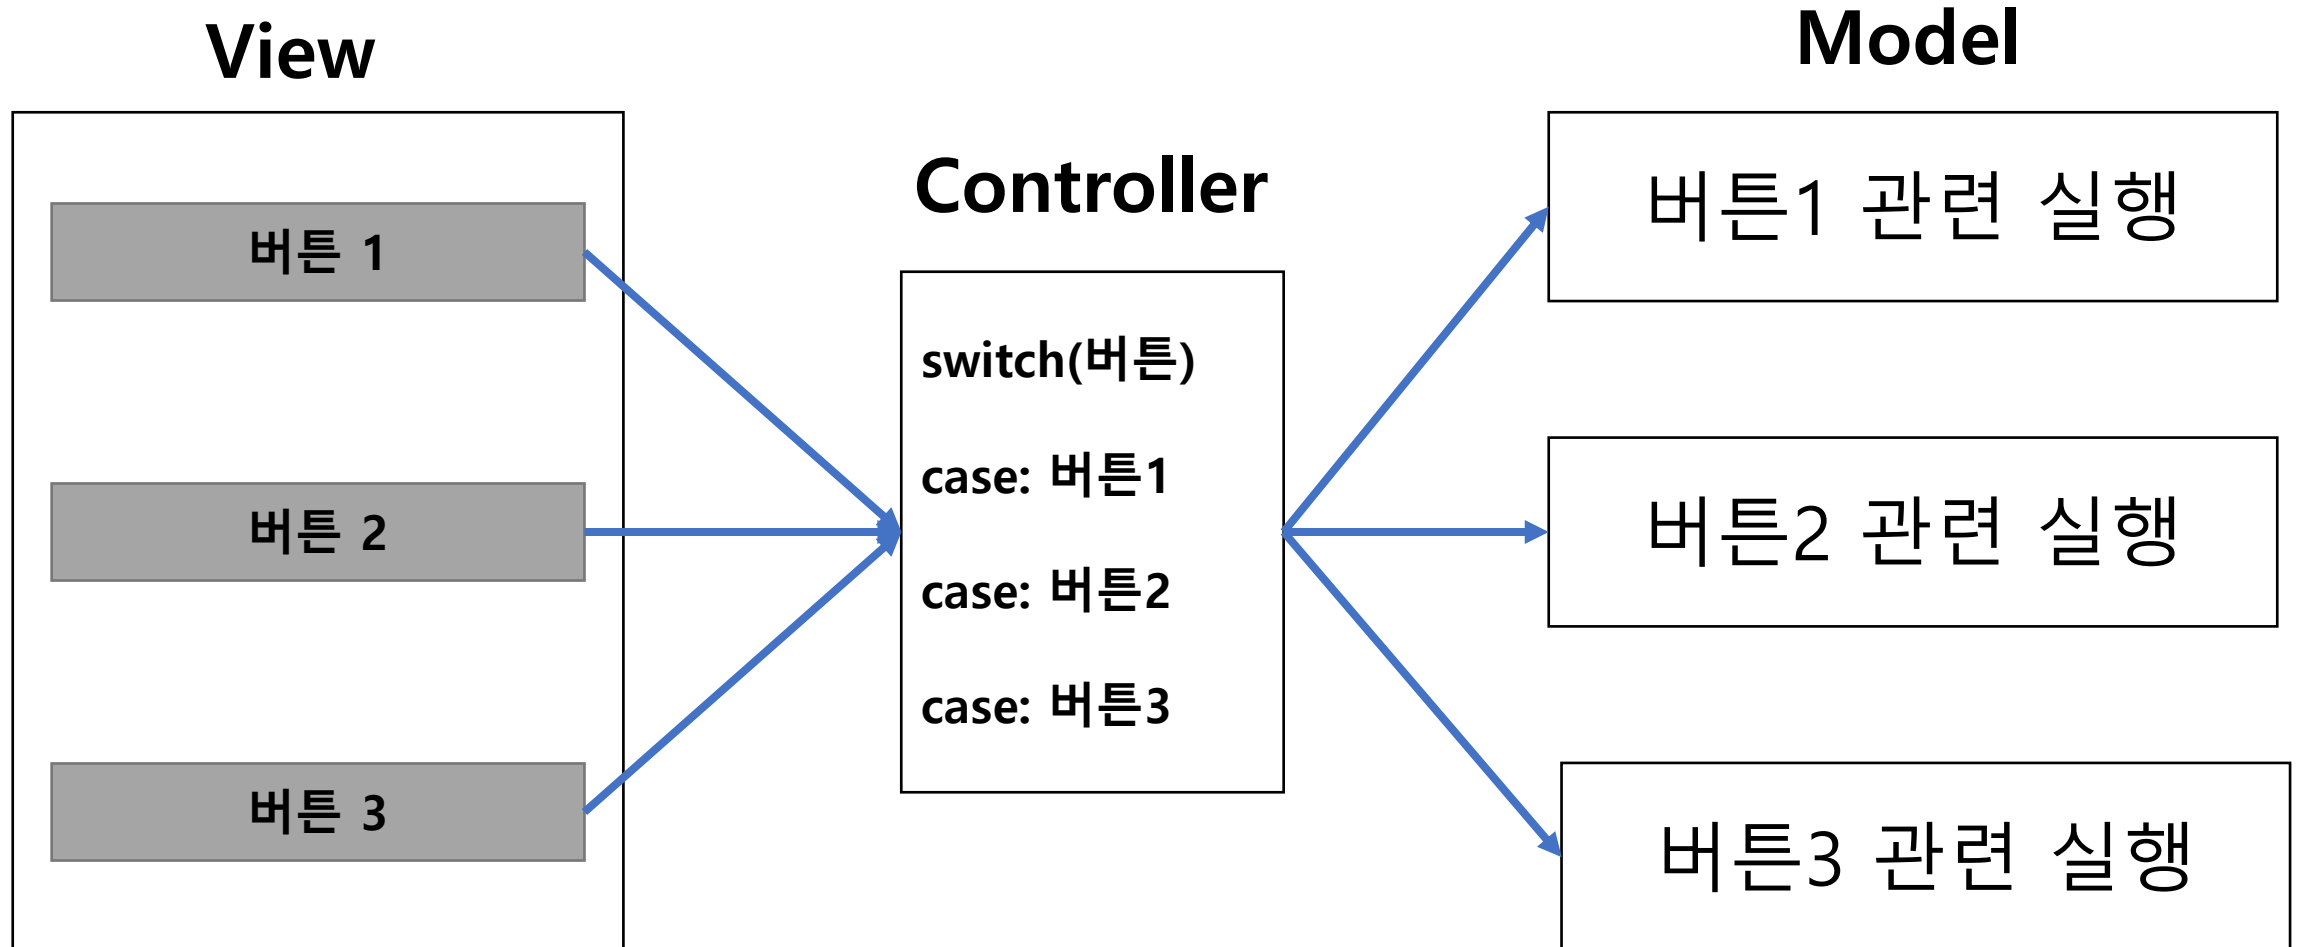 View
버튼 1
버튼 2
버튼 3
Controller
switch(버튼)
case: 버튼1
case: 버튼2
case: 버튼3
Model
버튼1 관련 실행
버튼2 관련 실행
버튼3 관련 실행